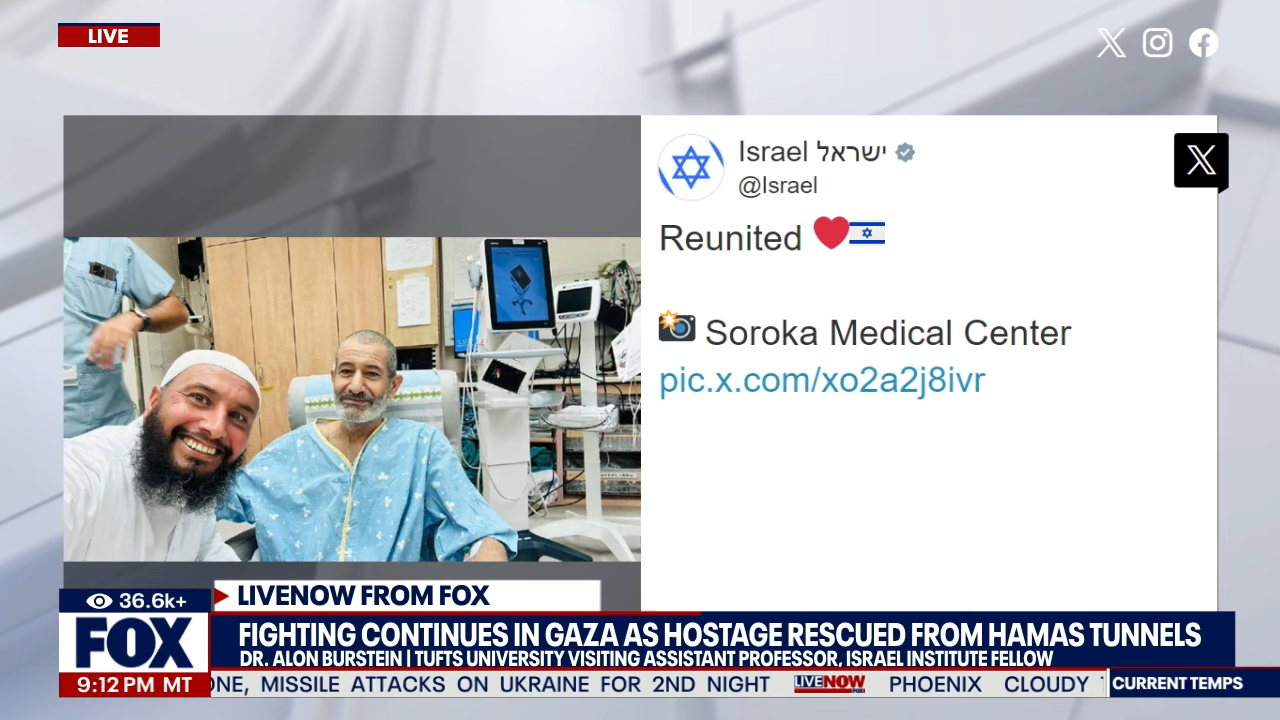 LIVE
Israel ישראל
@Israel
Reunited
Soroka Medical Center
pic.x.com/xo2a2j8ivr
36.6k+
LIVENOW FROM FOX
FOX
FIGHTING CONTINUES IN GAZA AS HOSTAGE RESCUED FROM HAMAS TUNNELS
DR. ALON BURSTEIN | TUFTS UNIVERSITY VISITING ASSISTANT PROFESSOR, ISRAEL INSTITUTE FELLOW
9:12 PM MT
ONE, MISSILE ATTACKS ON UKRAINE FOR 2ND NIGHT LIVENOW FOX PHOENIX CLOUDY
CURRENT TEMPS